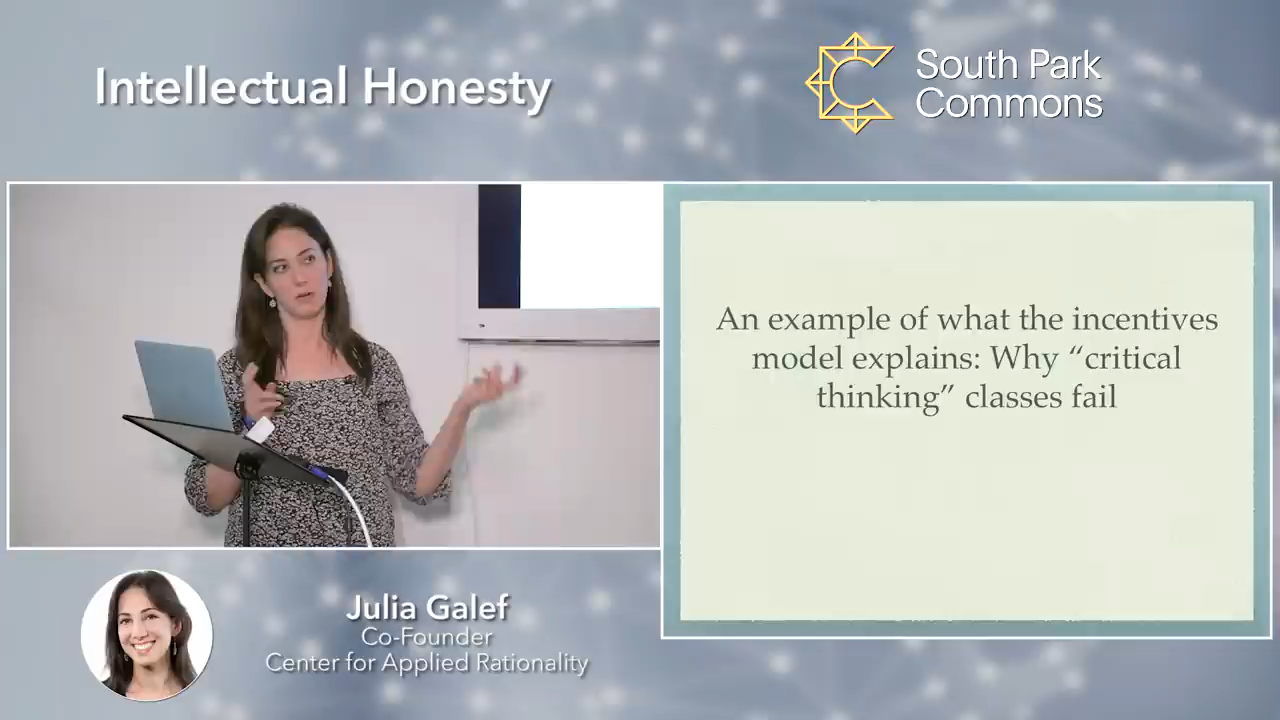 Intellectual Honesty
South Park
Commons
An example of what the incentives
model explains: Why “critical
thinking” classes fail
Julia Galef
Co-Founder
Center for Applied Rationality